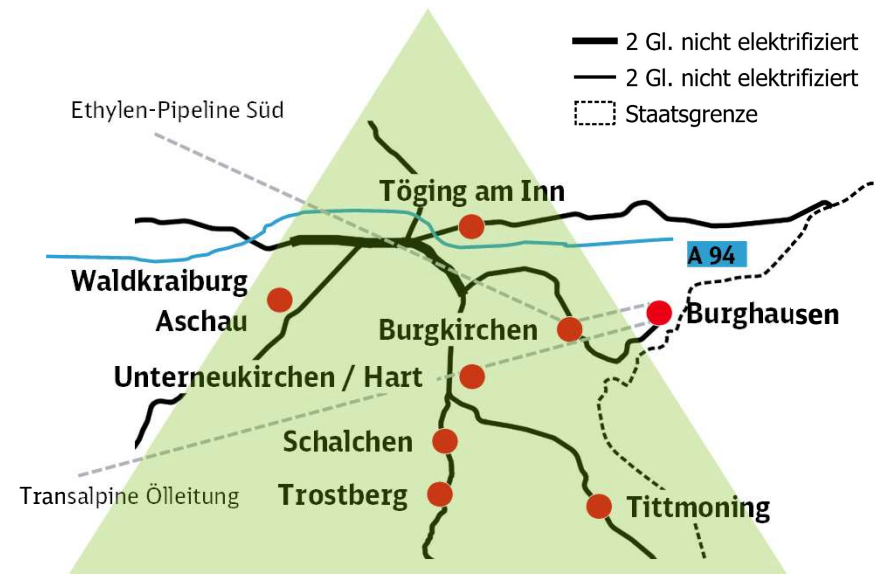 2 Gl. nicht elektrifiziert
2 Gl. nicht elektrifiziert
Staatsgrenze
Ethylen-Pipeline Süd
Töging am Inn
A 94
Waldkraiburg
Aschau
Burghausen
Burgkirchen
Unterneukirchen / Hart
Schalchen
Transalpine Ölleitung
Trostberg
Tittmoning